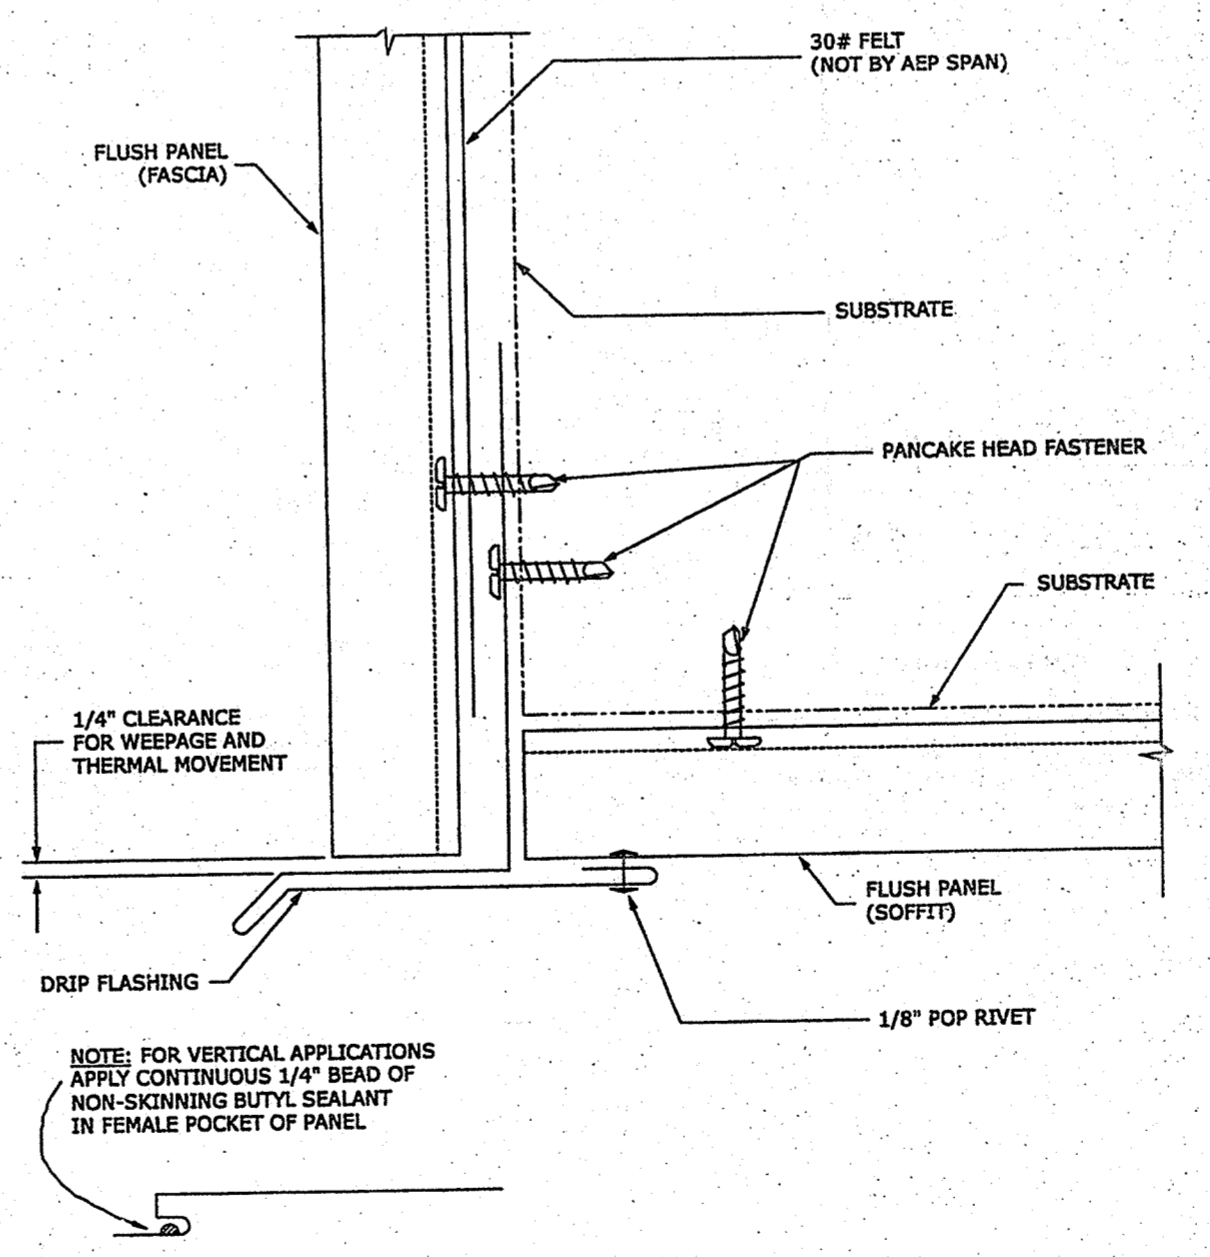 30# FELT
(NOT BY AEP SPAN)
FLUSH PANEL
(FASCIA)
SUBSTRATE
PANCAKE HEAD FASTENER
SUBSTRATE
1/4" CLEARANCE
FOR WEEPAGE AND
THERMAL MOVEMENT
FLUSH PANEL
(SOFFIT)
DRIP FLASHING
1/8" POP RIVET
NOTE: FOR VERTICAL APPLICATIONS
APPLY CONTINUOUS 1/4" BEAD OF
NON-SKINNING BUTYL SEALANT
IN FEMALE POCKET OF PANEL